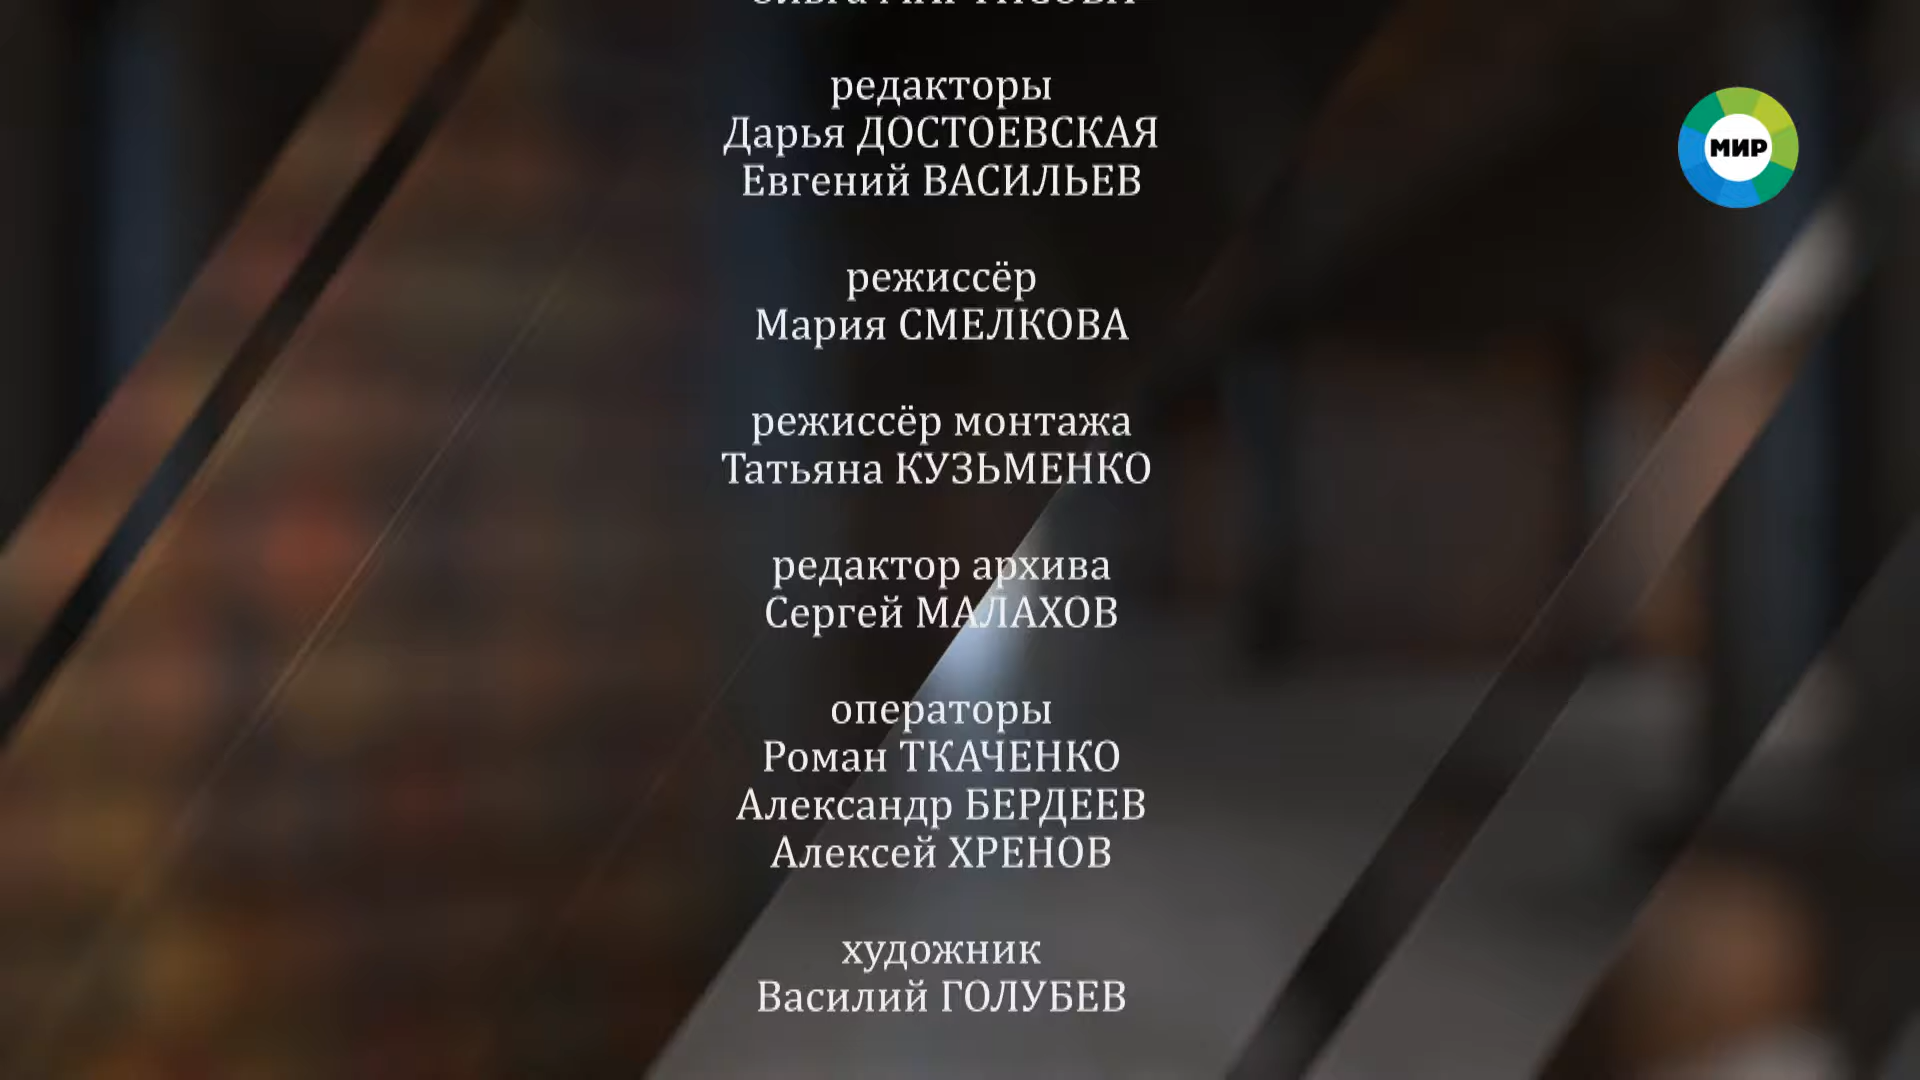 редакторы
Дарья ДОСТОЕВСКАЯ
Евгений ВАСИЛЬЕВ
МИР
режиссёр
Мария СМЕЛКОВА
режиссёр монтажа
Татьяна КУЗЬМЕНКО
редактор архива
Сергей МАЛАХОВ
операторы
Роман ТКАЧЕНКО
Александр БЕРДЕЕВ
Алексей ХРЕНОВ
художник
Василий ГОЛУБЕВ